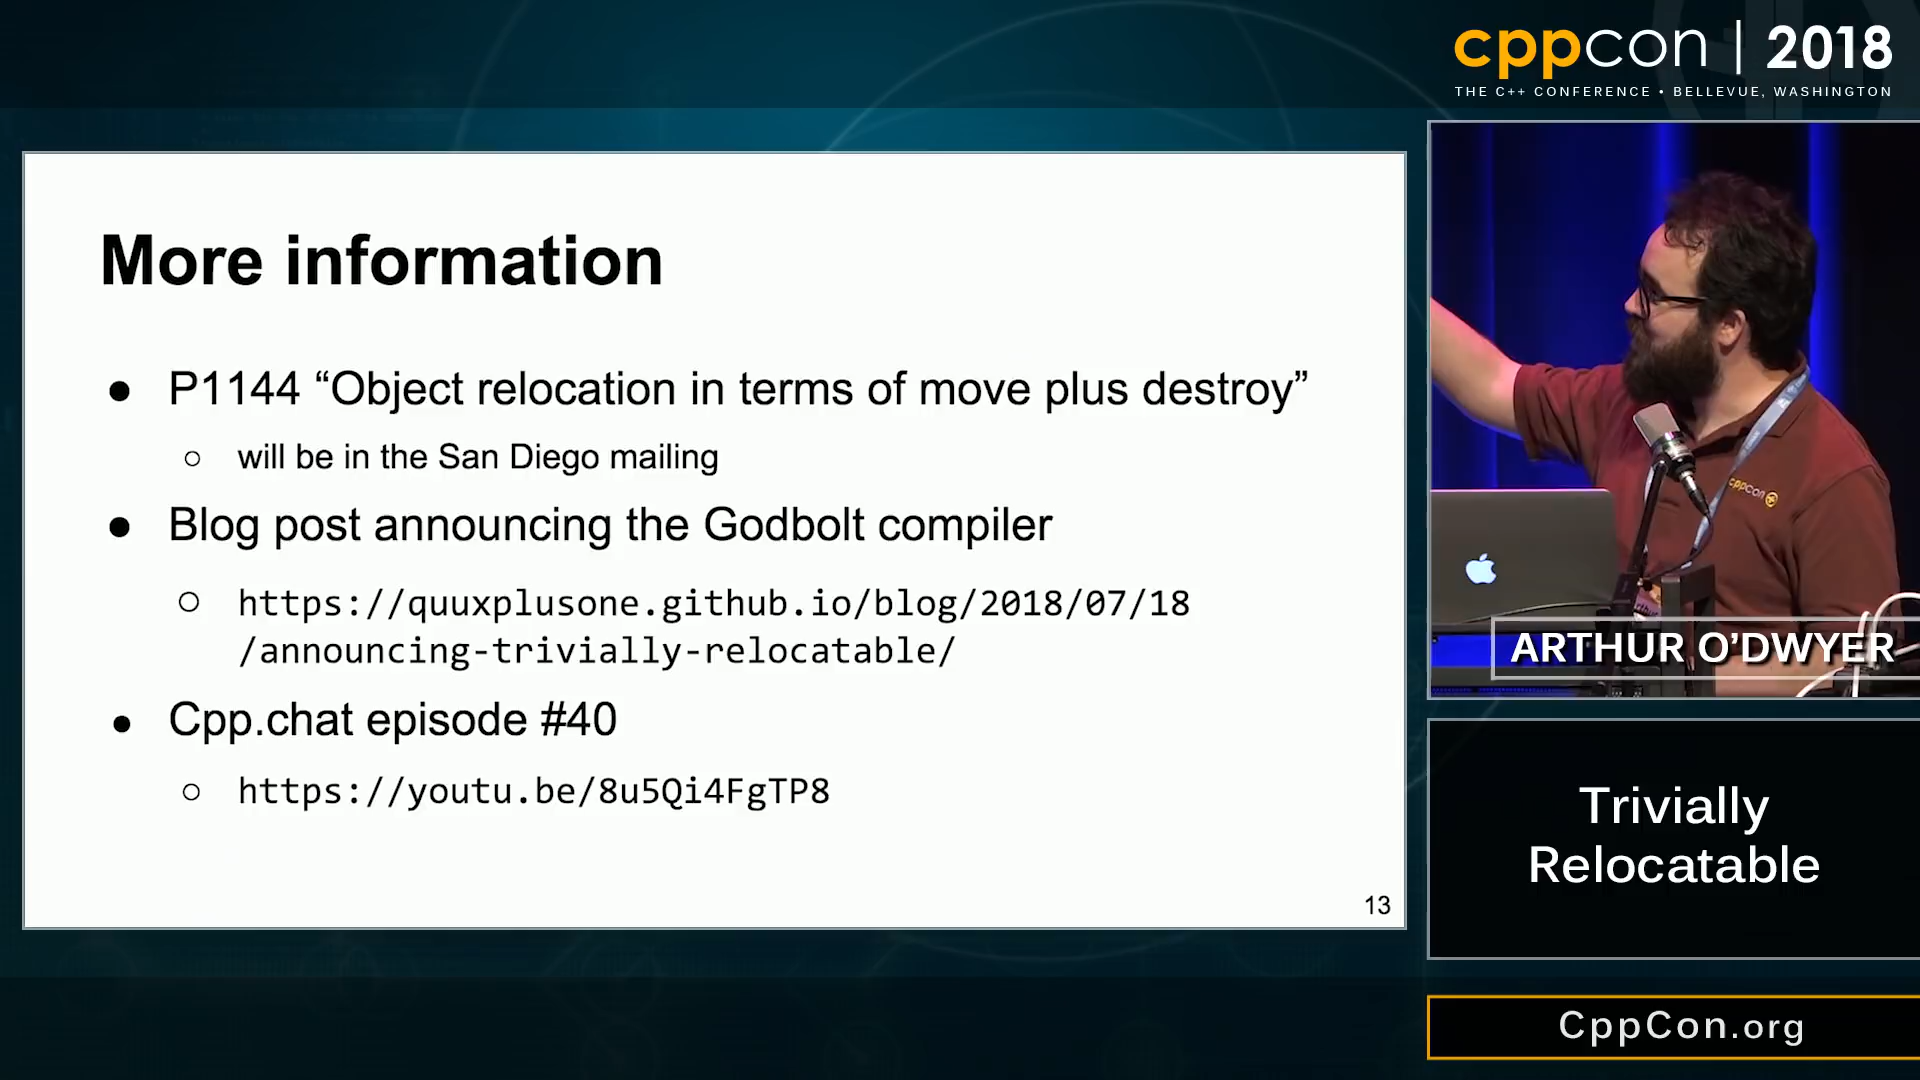 cppcon | 2018
THE C++ CONFERENCE • BELLEVUE, WASHINGTON
More information
● P1144 “Object relocation in terms of move plus destroy”
○ will be in the San Diego mailing
● Blog post announcing the Godbolt compiler
○ https://quuxplusone.github.io/blog/2018/07/18
/announcing-trivially-relocatable/
● Cpp.chat episode #40
○ https://youtu.be/8u5Qi4FgTP8
13
cppcon
ARTHUR O’DWYER
Trivially
Relocatable
CppCon.org